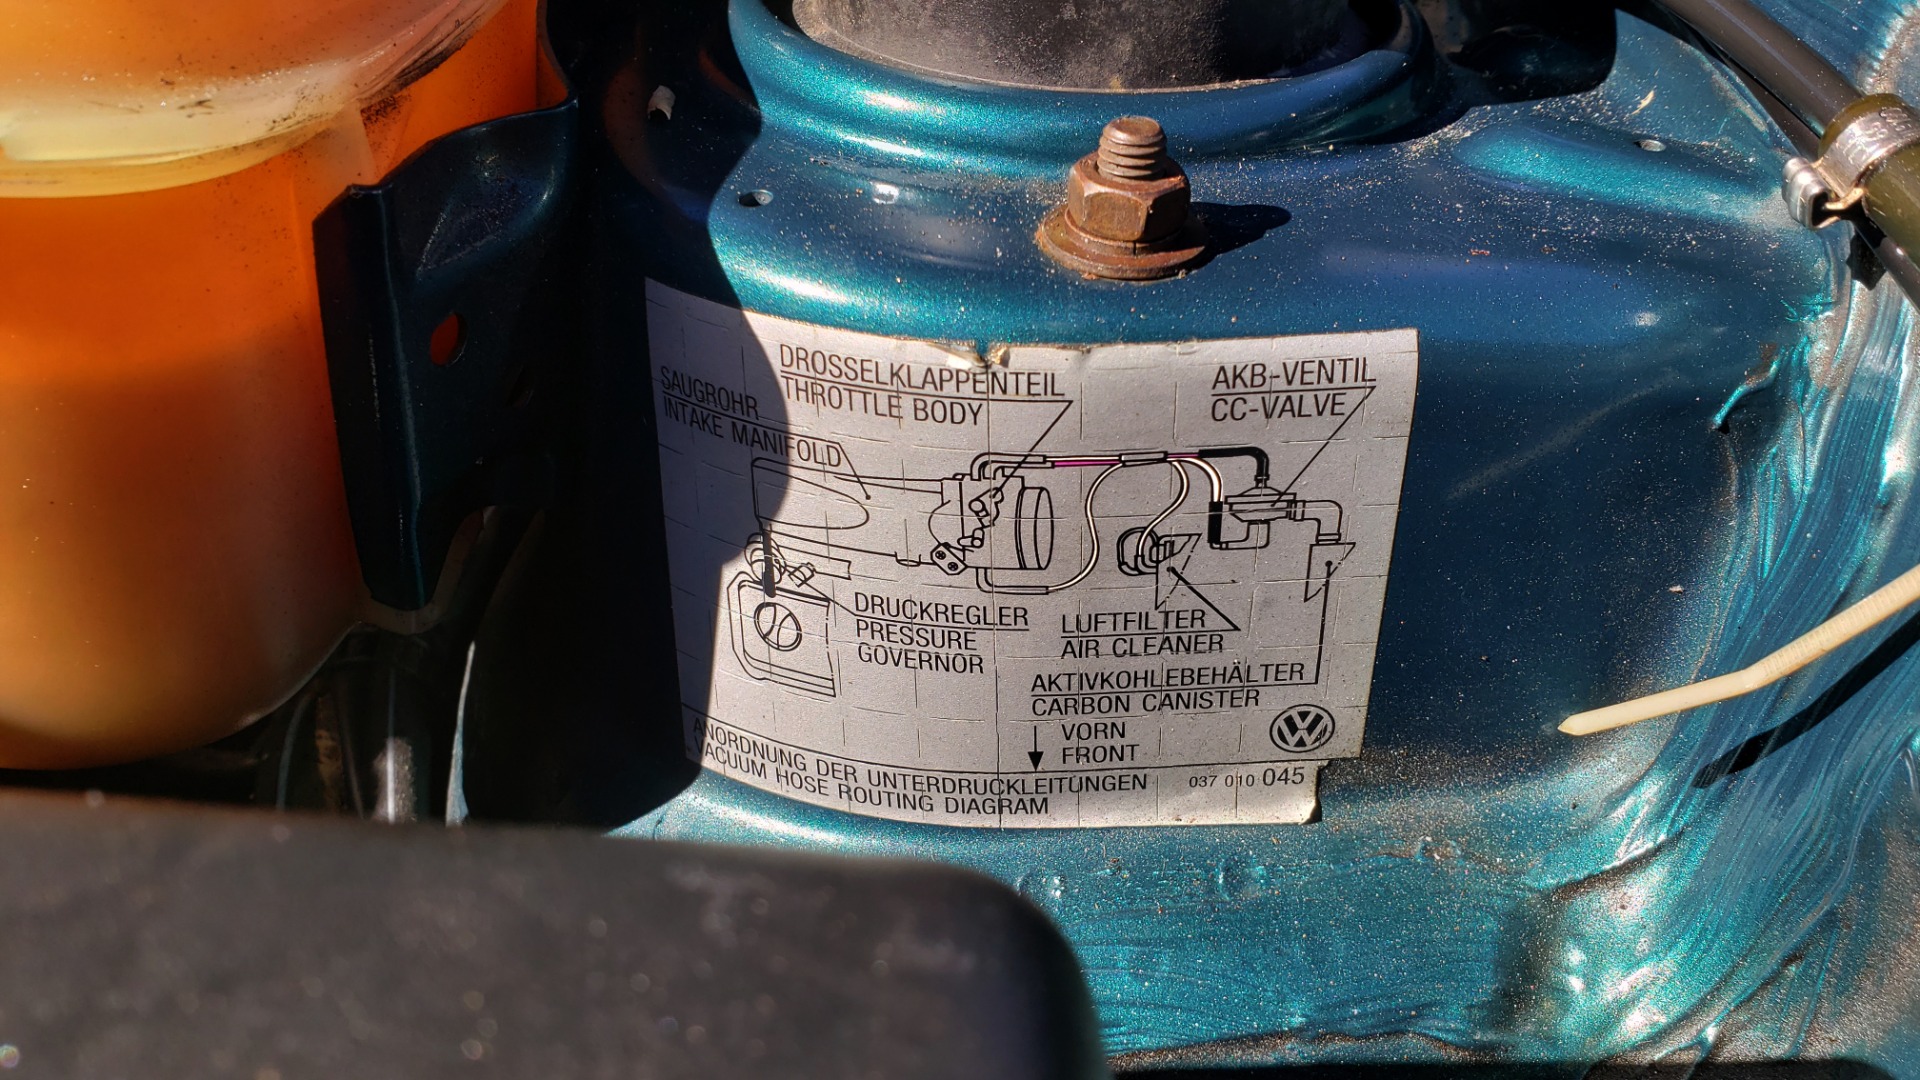 SAUGROHR
INTAKE MANIFOLD
DROSSELKLAPPENTEIL
THROTTLE BODY
AKB-VENTIL
CC-VALVE
DRUCKREGLER
PRESSURE
GOVERNOR
LUFTFILTER
AIR CLEANER
AKTIVKOHLEBEHÄLTER
CARBON CANISTER
VORN
FRONT
ANORDNUNG DER UNTERDRUCKLEITUNGEN
VACUUM HOSE ROUTING DIAGRAM
037 010 045